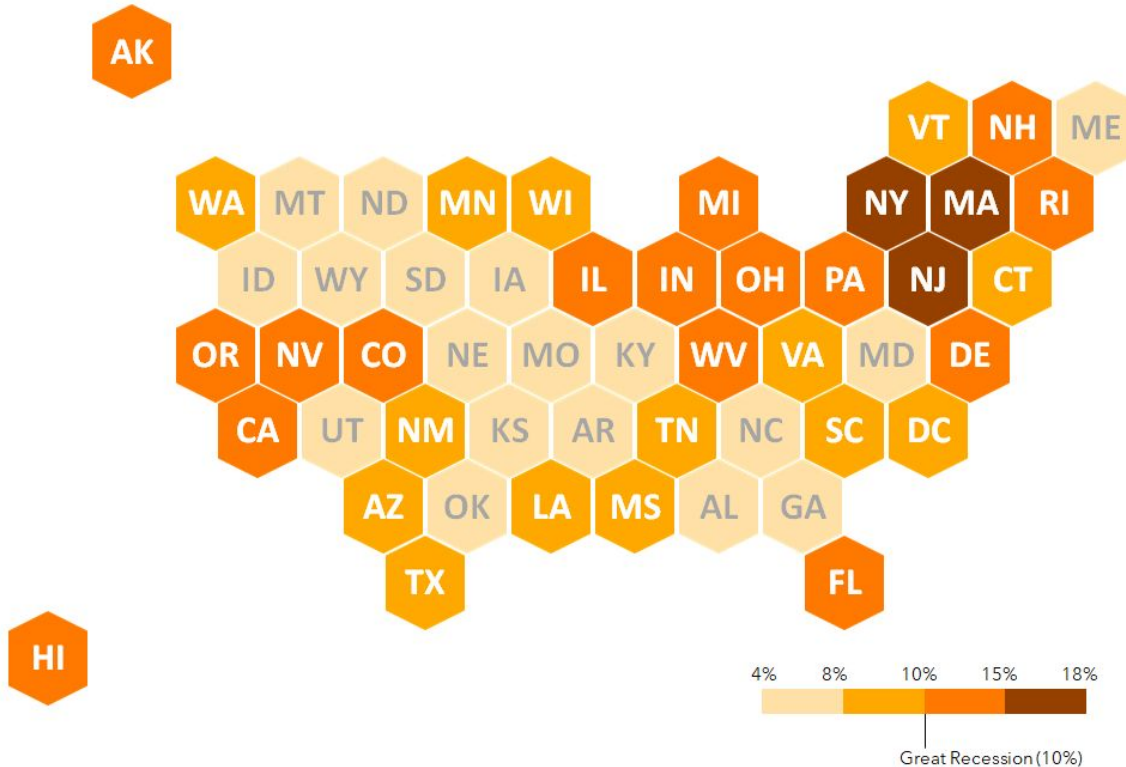 AK
VT NH ME
WA MT ND MN WI MI NY MA RI
ID WY SD IA IL IN OH PA NJ CT
OR NV CO NE MO KY WV VA MD DE
CA UT NM KS AR TN NC SC DC
AZ OK LA MS AL GA
TX FL
HI
4% 8% 10% 15% 18%
Great Recession (10%)